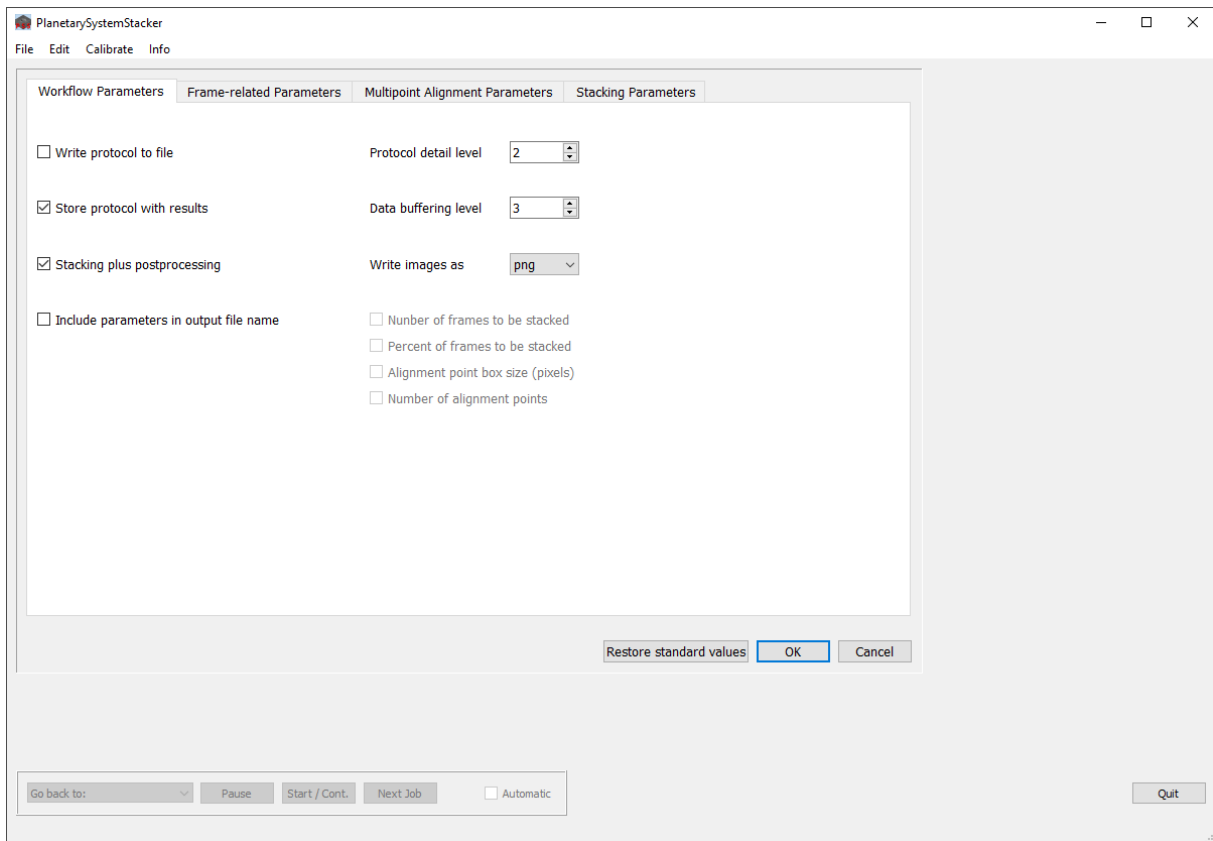 PlanetarySystemStacker
File Edit Calibrate Info
Workflow Parameters Frame-related Parameters Multipoint Alignment Parameters Stacking Parameters
Write protocol to file Protocol detail level 2
Store protocol with results Data buffering level 3
Stacking plus postprocessing Write images as png
Include parameters in output file name Nunber of frames to be stacked
Percent of frames to be stacked
Alignment point box size (pixels)
Number of alignment points
Restore standard values OK Cancel
Go back to: Pause Start / Cont. Next Job Automatic Quit